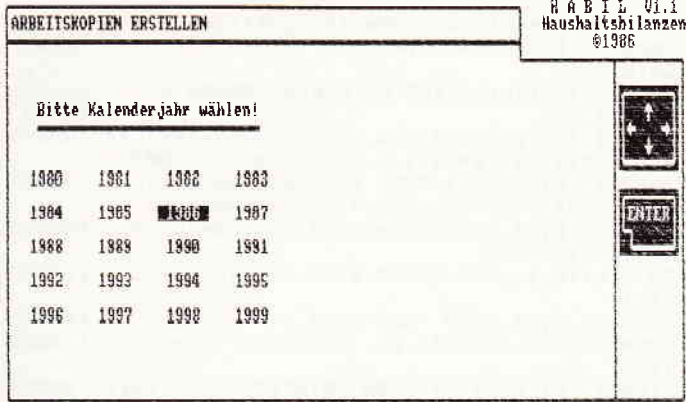 HABIL V1.1
Haushaltsbilanzen
©1986
ARBEITSKOPIEN ERSTELLEN
Bitte Kalenderjahr wählen!
1980 1981 1982 1983
1984 1985 1986 1987
1988 1989 1990 1991
1992 1993 1994 1995
1996 1997 1998 1999
ENTER